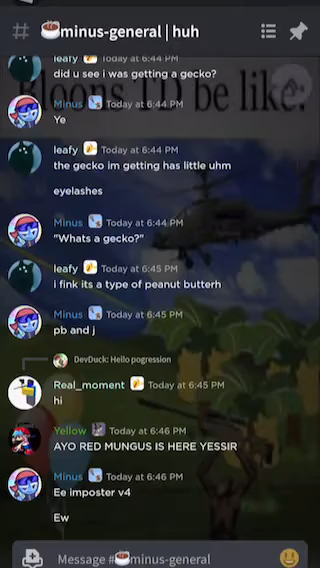 # ☕minus-general | huh
leafy Today at 6:44 PM
did u see i was getting a gecko?
Bloons TD be like:
Minus Today at 6:44 PM
Ye
leafy Today at 6:44 PM
the gecko im getting has little uhm
eyelashes
Minus Today at 6:44 PM
"Whats a gecko?"
leafy Today at 6:45 PM
i fink its a type of peanut butterh
Minus Today at 6:45 PM
pb and j
DevDuck: Hello pogression
Real_moment Today at 6:45 PM
hi
Yellow Today at 6:46 PM
AYO RED MUNGUS IS HERE YESSIR
Minus Today at 6:46 PM
Ee imposter v4
Ew
Message #☕minus-general